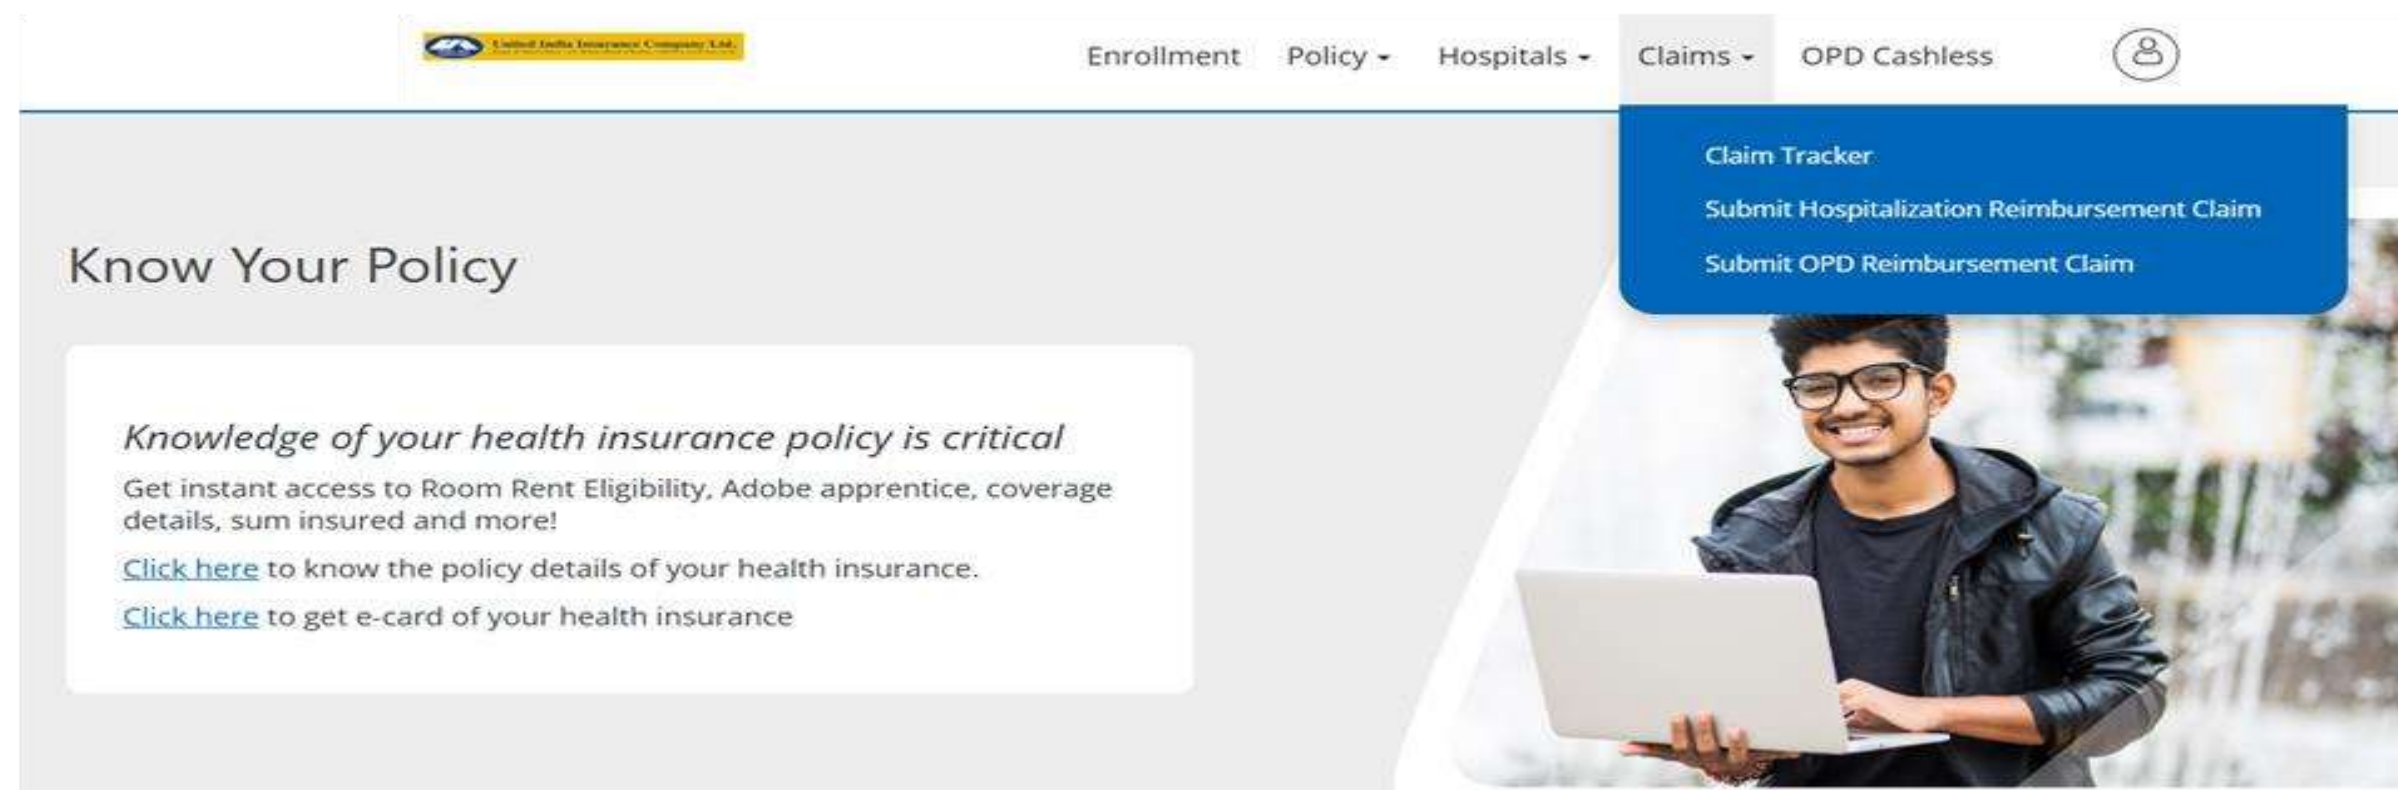 United India Insurance Company Ltd.
Enrollment Policy Hospitals Claims OPD Cashless
Claim Tracker
Submit Hospitalization Reimbursement Claim
Submit OPD Reimbursement Claim
Know Your Policy
Knowledge of your health insurance policy is critical
Get instant access to Room Rent Eligibility, Adobe apprentice, coverage
details, sum insured and more!
Click here to know the policy details of your health insurance.
Click here to get e-card of your health insurance